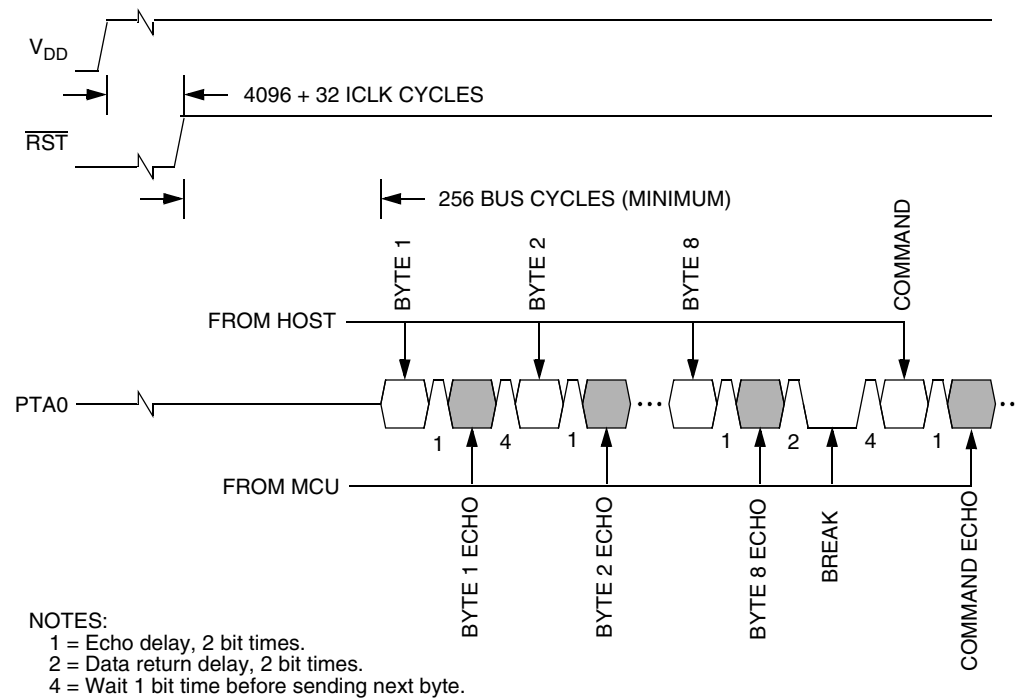 VDD
4096 + 32 ICLK CYCLES
RST
256 BUS CYCLES (MINIMUM)
BYTE 1
BYTE 2
BYTE 8
COMMAND
FROM HOST
PTA0
1
4
1
1
2
4
1
FROM MCU
BYTE 1 ECHO
BYTE 2 ECHO
BYTE 8 ECHO
BREAK
COMMAND ECHO
NOTES:
1 = Echo delay, 2 bit times.
2 = Data return delay, 2 bit times.
4 = Wait 1 bit time before sending next byte.